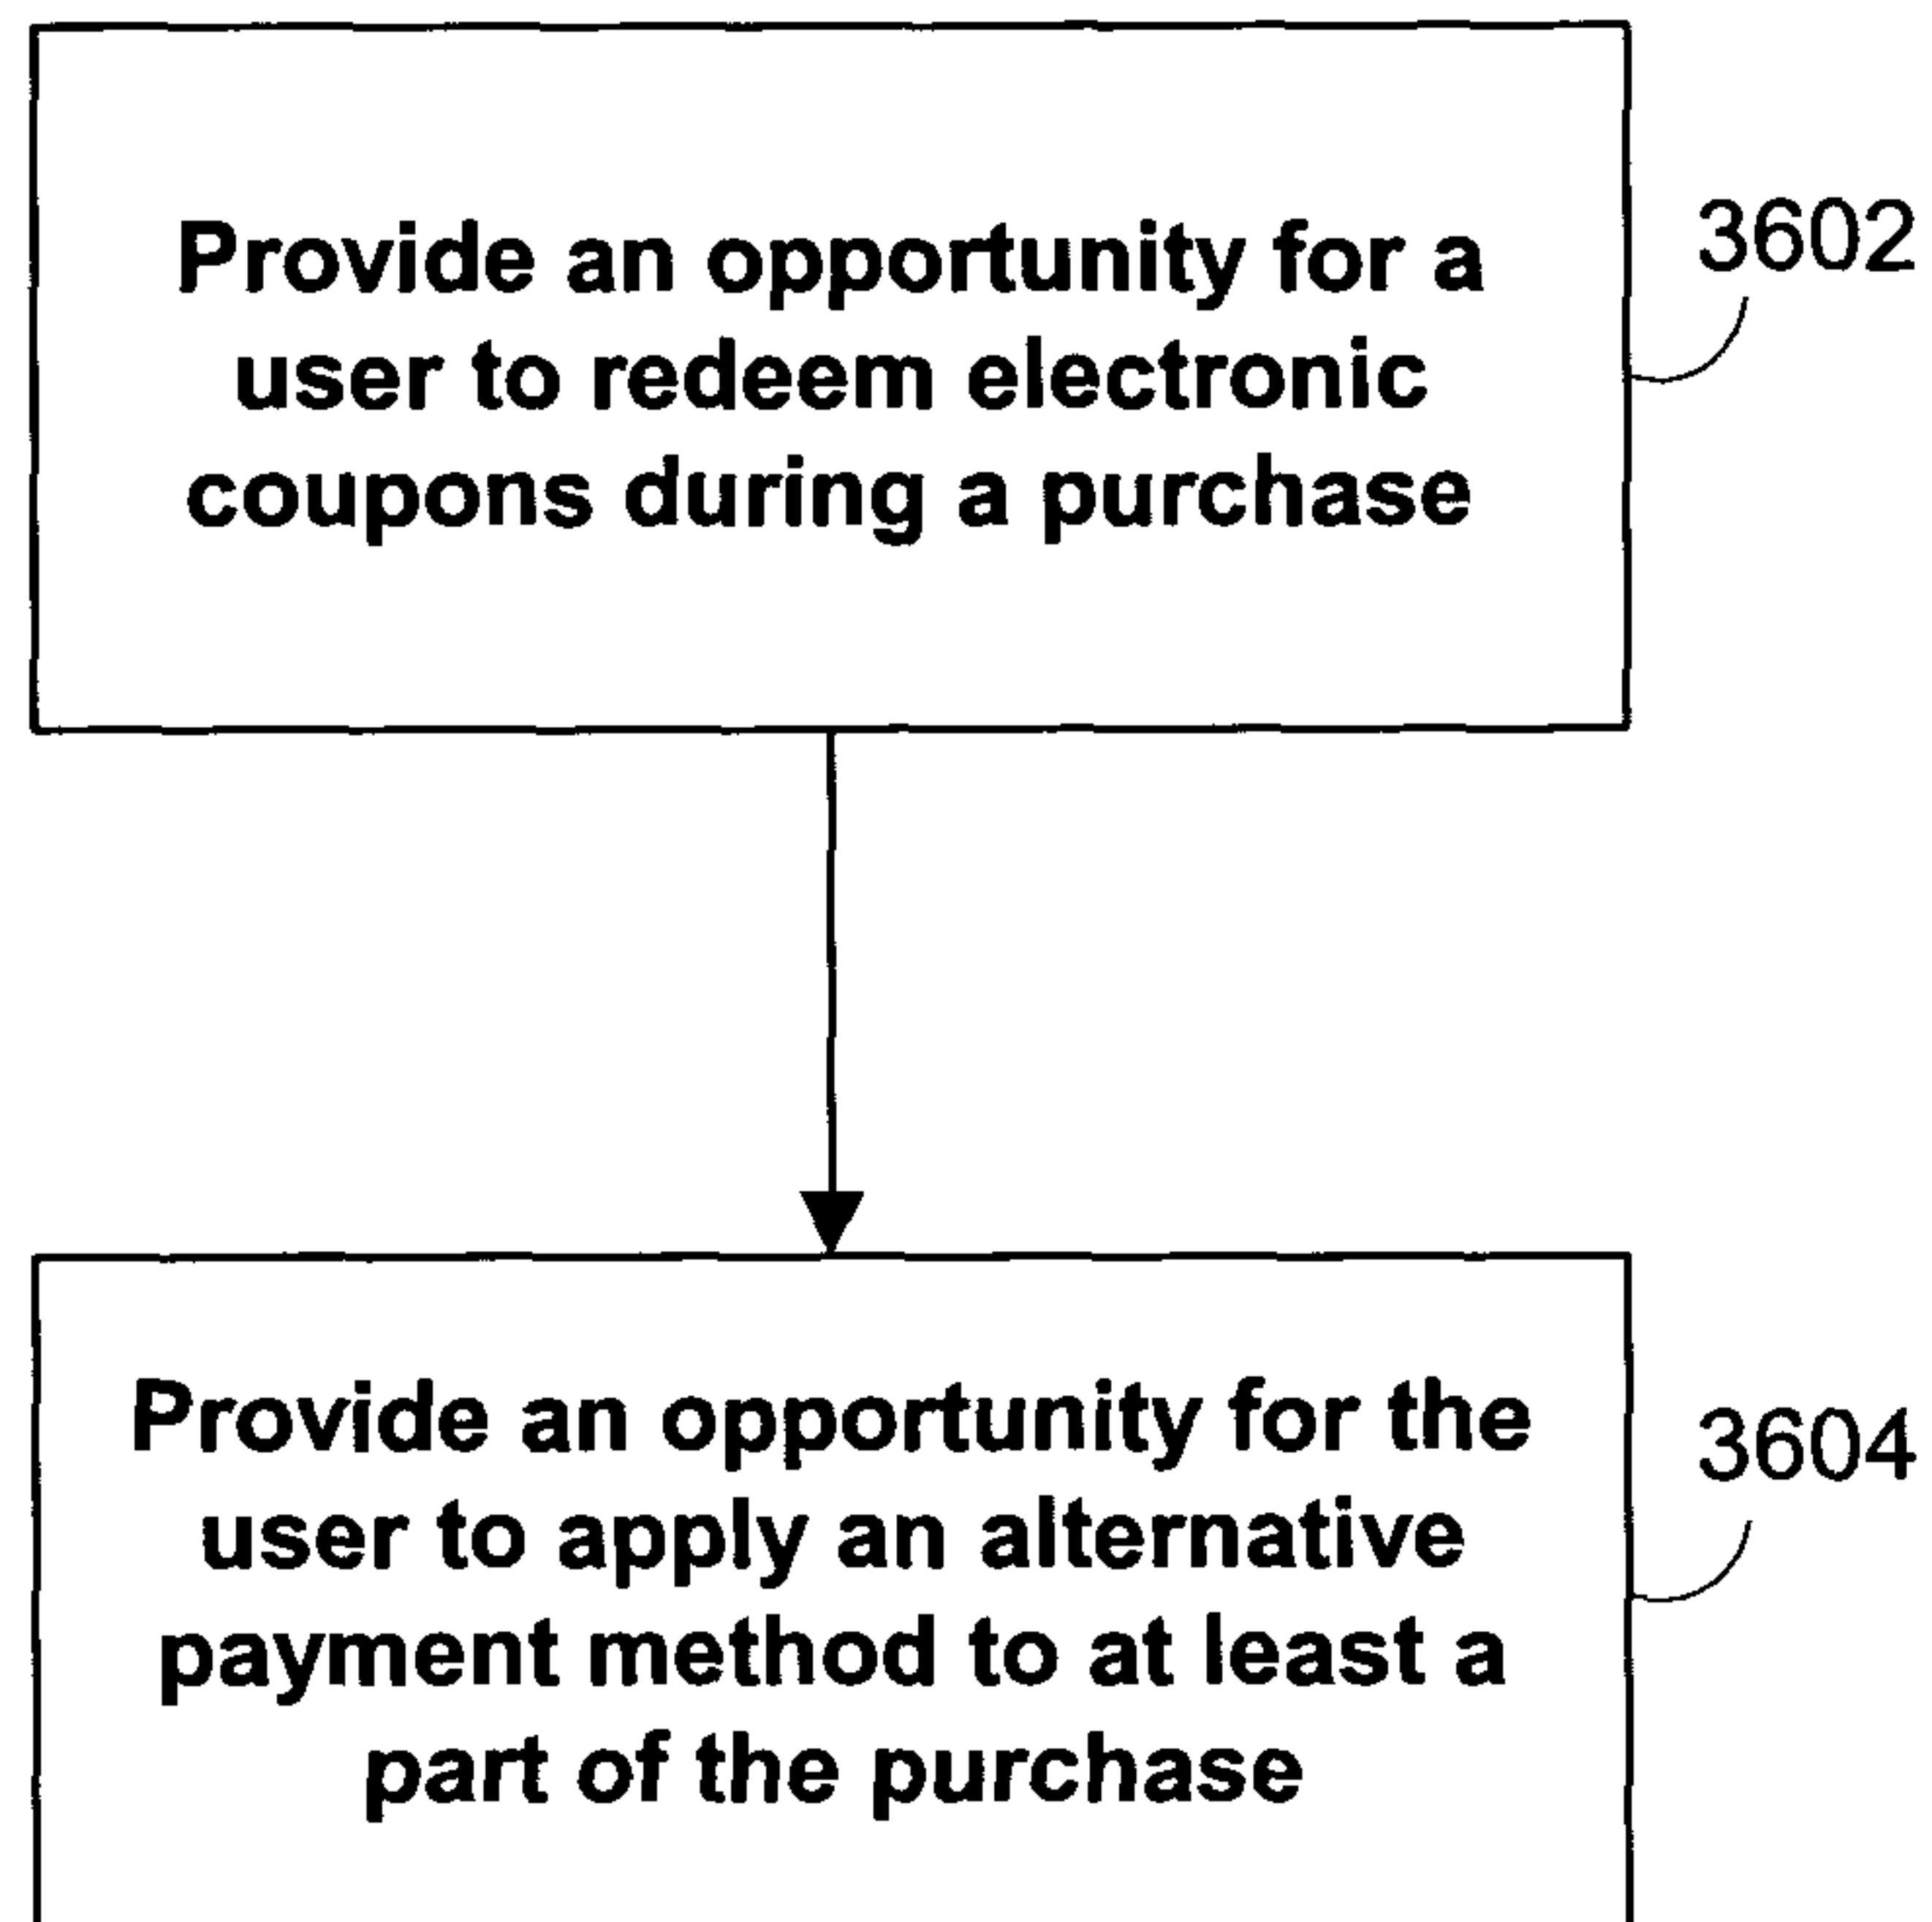 Provide an opportunity for a
user to redeem electronic
coupons during a purchase
3602
Provide an opportunity for the
user to apply an alternative
payment method to at least a
part of the purchase
3604